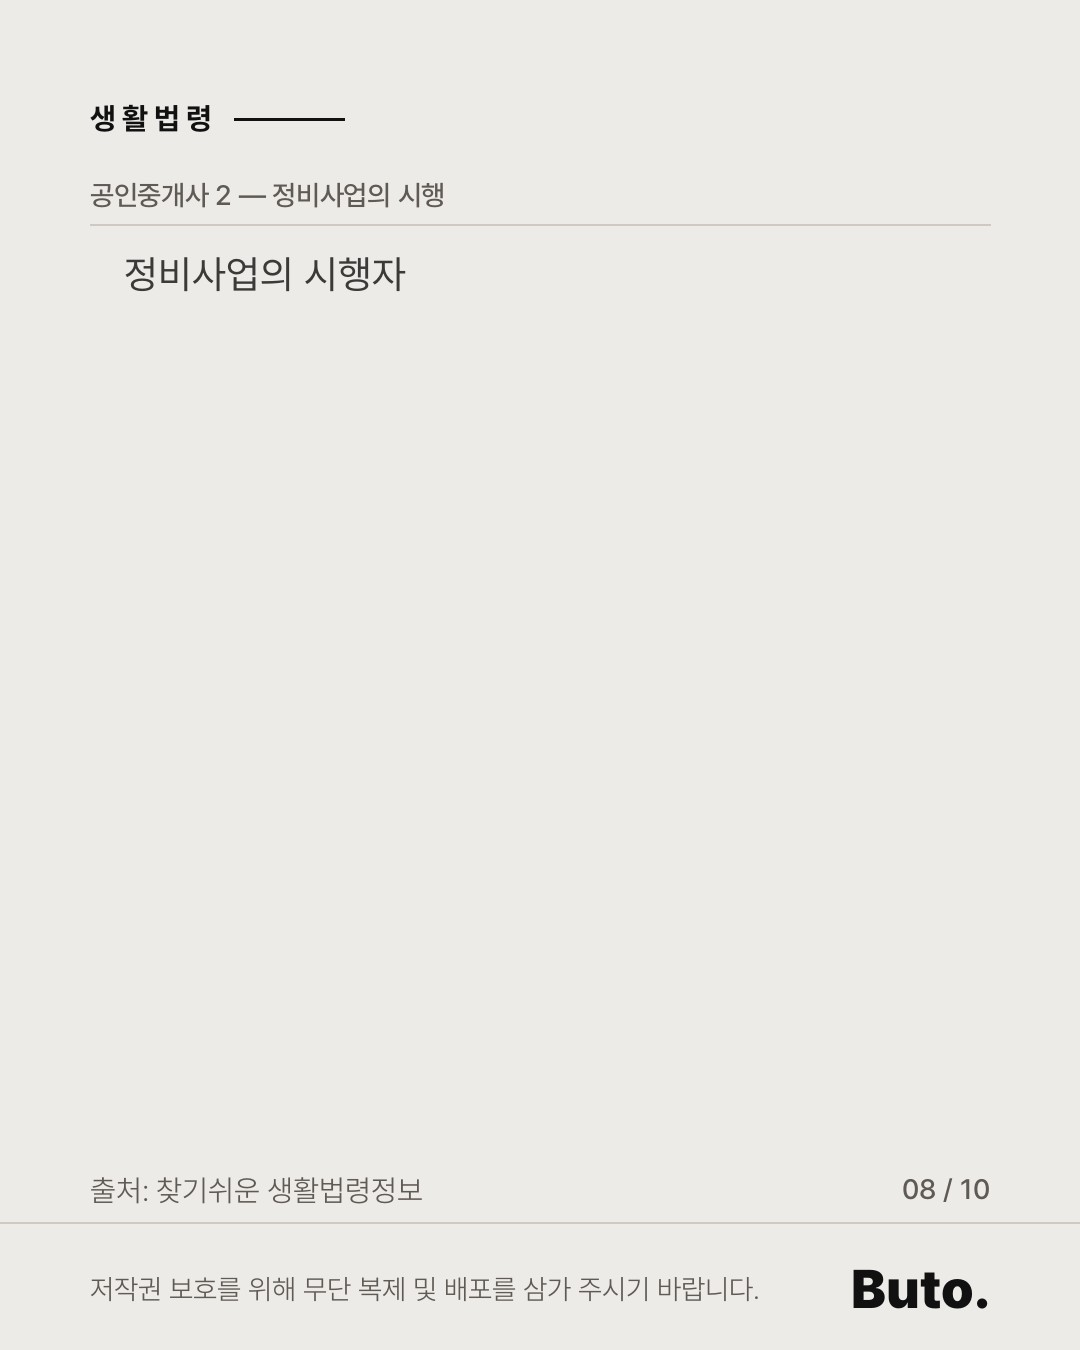 생활법령
공인중개사 2 — 정비사업의 시행
정비사업의 시행자
출처: 찾기쉬운 생활법령정보
08 / 10
저작권 보호를 위해 무단 복제 및 배포를 삼가 주시기 바랍니다.
Buto.